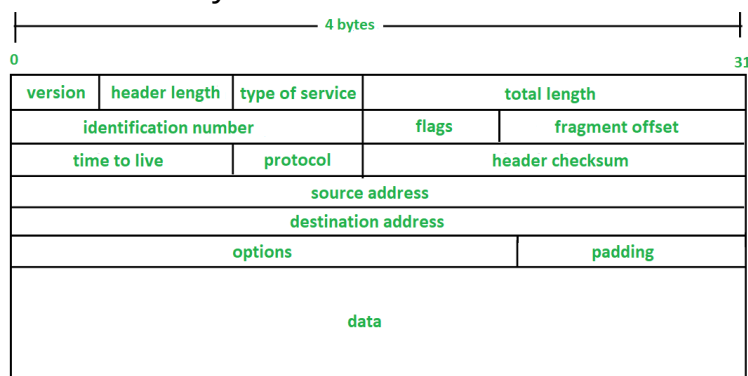 4 bytes
0 31
version header length type of service total length
identification number flags fragment offset
time to live protocol header checksum
source address
destination address
options padding
data